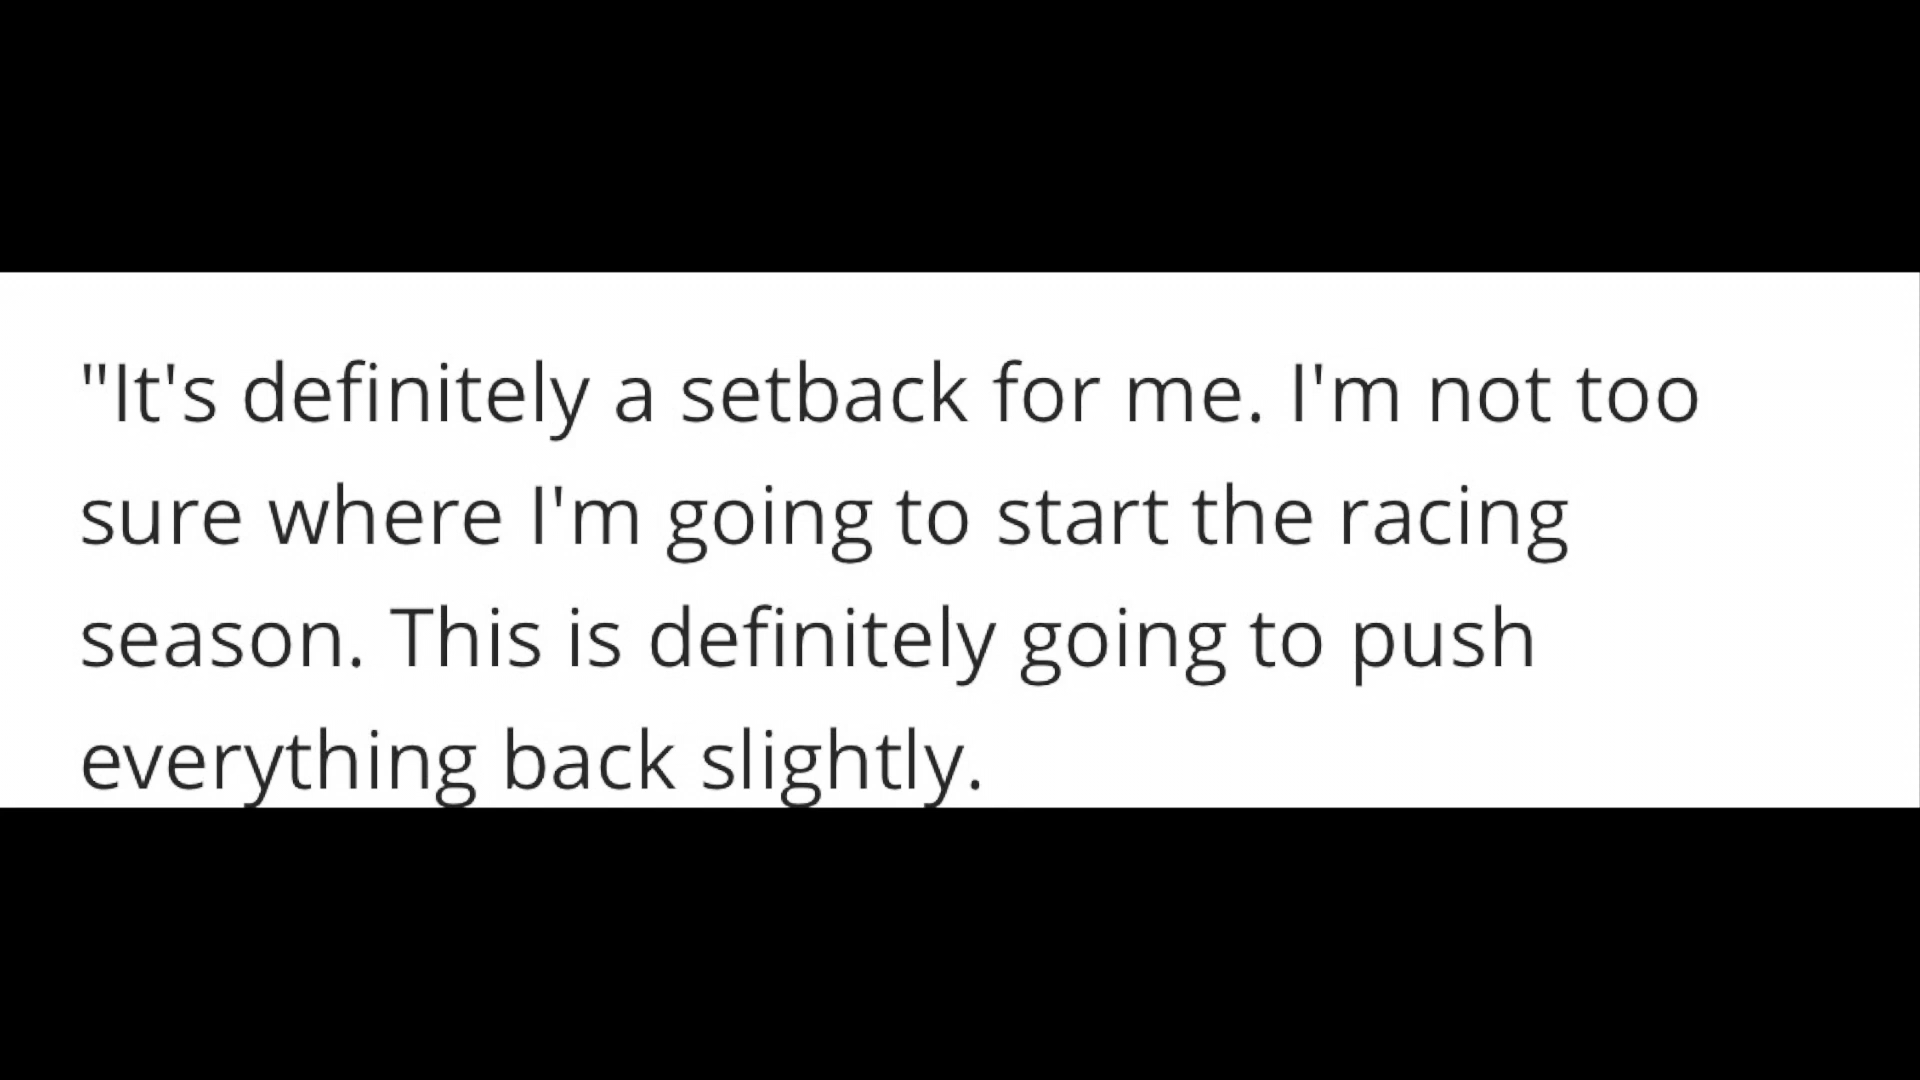 "It's definitely a setback for me. I'm not too
sure where I'm going to start the racing
season. This is definitely going to push
everything back slightly.